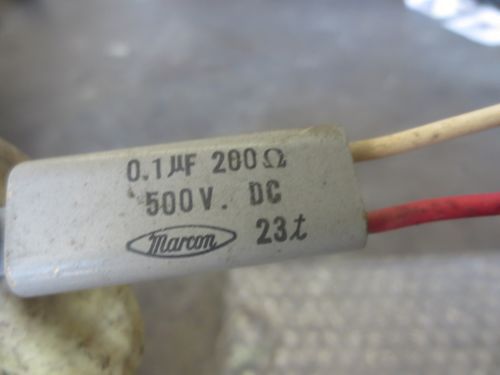 0.1µF 200Ω
500V. DC
Marcon 23t